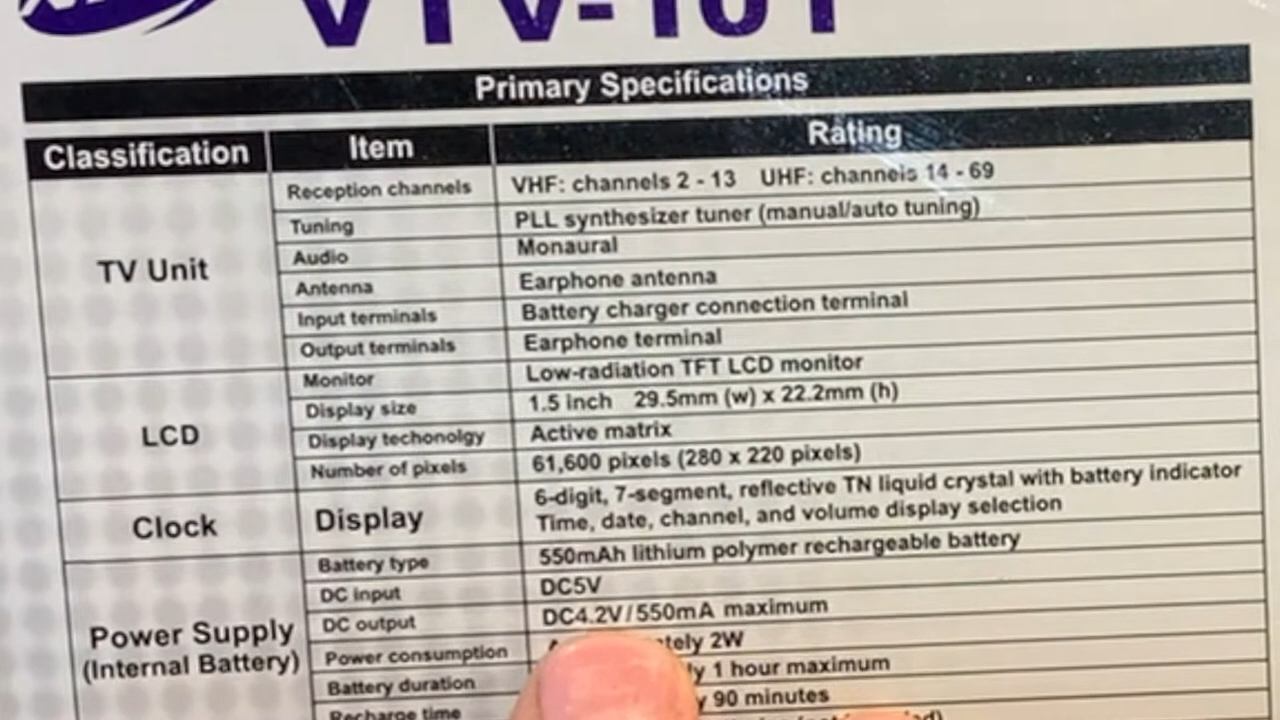 VTV-101
Primary Specifications
Classification Item Rating
TV Unit
Reception channels VHF: channels 2 - 13 UHF: channels 14 - 69
Tuning PLL synthesizer tuner (manual/auto tuning)
Audio Monaural
Antenna Earphone antenna
Input terminals Battery charger connection terminal
Output terminals Earphone terminal
LCD
Monitor Low-radiation TFT LCD monitor
Display size 1.5 inch 29.5mm (w) x 22.2mm (h)
Display techonolgy Active matrix
Number of pixels 61,600 pixels (280 x 220 pixels)
Clock Display
6-digit, 7-segment, reflective TN liquid crystal with battery indicator
Time, date, channel, and volume display selection
Power Supply
(Internal Battery)
Battery type 550mAh lithium polymer rechargeable battery
DC input DC5V
DC output DC4.2V/550mA maximum
Power consumption 2W
Battery duration 1 hour maximum
Recharge time 90 minutes